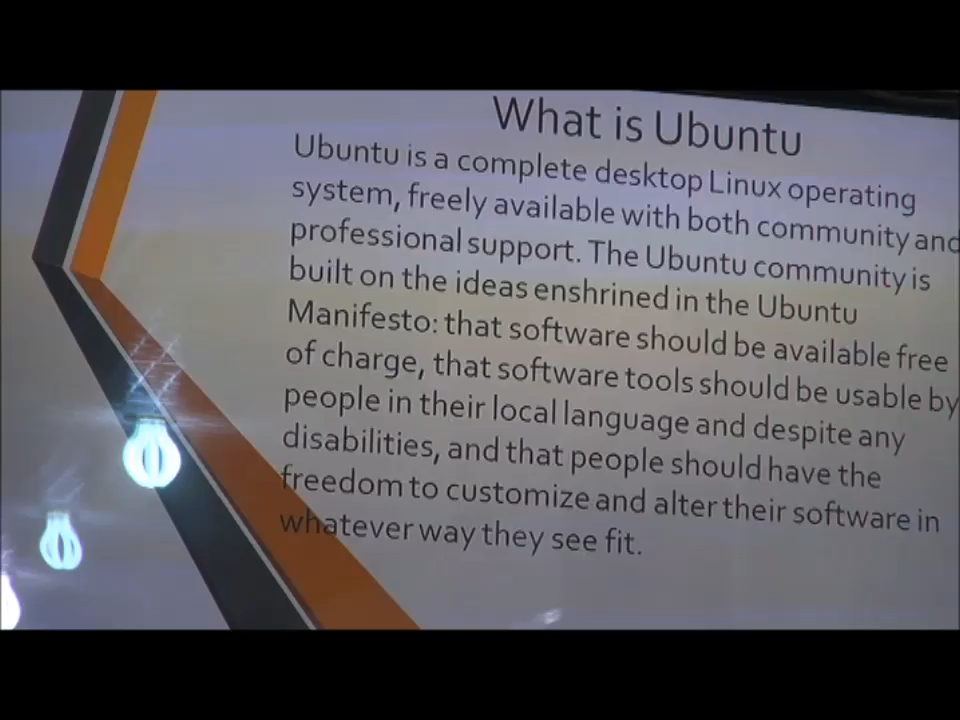 What is Ubuntu
Ubuntu is a complete desktop Linux operating
system, freely available with both community and
professional support. The Ubuntu community is
built on the ideas enshrined in the Ubuntu
Manifesto: that software should be available free
of charge, that software tools should be usable by
people in their local language and despite any
disabilities, and that people should have the
freedom to customize and alter their software in
whatever way they see fit.